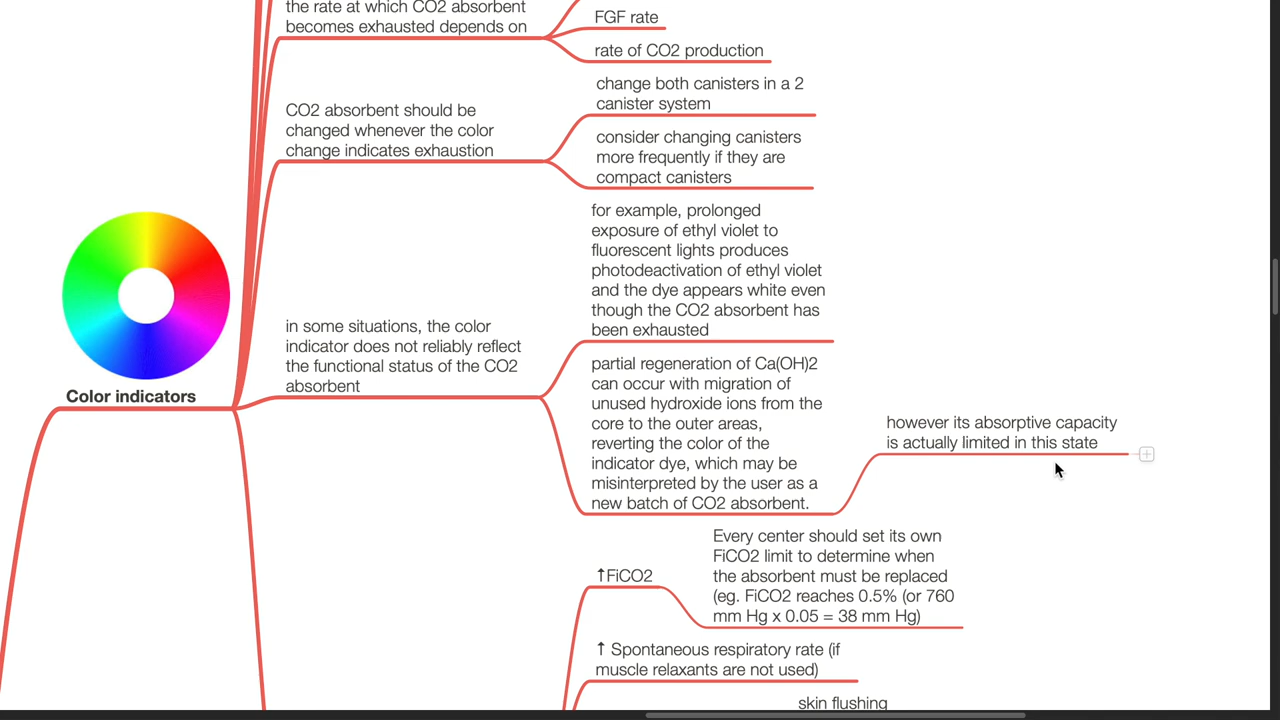 the rate at which CO2 absorbent
becomes exhausted depends on
FGF rate
rate of CO2 production
CO2 absorbent should be
changed whenever the color
change indicates exhaustion
change both canisters in a 2
canister system
consider changing canisters
more frequently if they are
compact canisters
Color indicators
in some situations, the color
indicator does not reliably reflect
the functional status of the CO2
absorbent
for example, prolonged
exposure of ethyl violet to
fluorescent lights produces
photodeactivation of ethyl violet
and the dye appears white even
though the CO2 absorbent has
been exhausted
partial regeneration of Ca(OH)2
can occur with migration of
unused hydroxide ions from the
core to the outer areas,
reverting the color of the
indicator dye, which may be
misinterpreted by the user as a
new batch of CO2 absorbent.
however its absorptive capacity
is actually limited in this state
↑FiCO2
Every center should set its own
FiCO2 limit to determine when
the absorbent must be replaced
(eg. FiCO2 reaches 0.5% (or 760
mm Hg x 0.05 = 38 mm Hg)
↑ Spontaneous respiratory rate (if
muscle relaxants are not used)
skin flushing